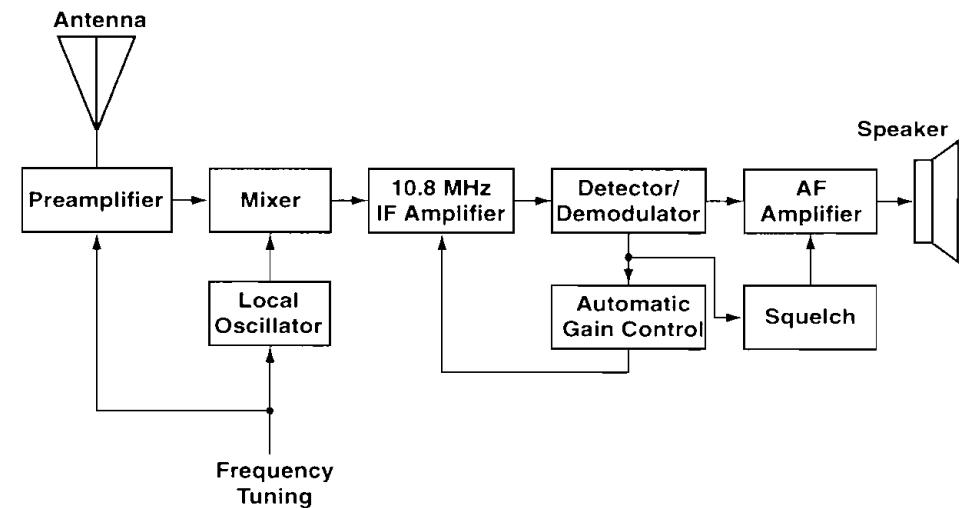 Antenna
Speaker
Preamplifier
Mixer
10.8 MHz
IF Amplifier
Detector/
Demodulator
AF
Amplifier
Local
Oscillator
Automatic
Gain Control
Squelch
Frequency
Tuning